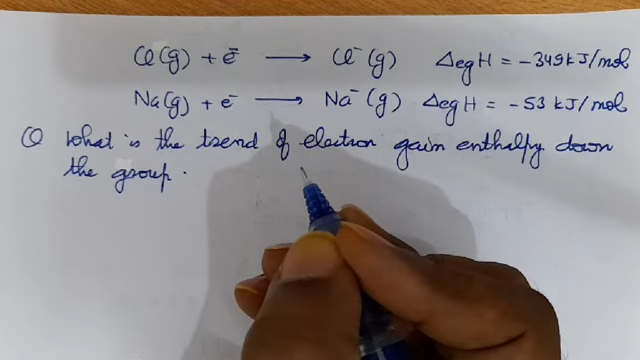 Cl(g) + e⁻ ⟶ Cl⁻(g) ΔegH = −349 kJ/mol
Na(g) + e⁻ ⟶ Na⁻(g) ΔegH = −53 kJ/mol
Q What is the trend of electron gain enthalpy down
the group.